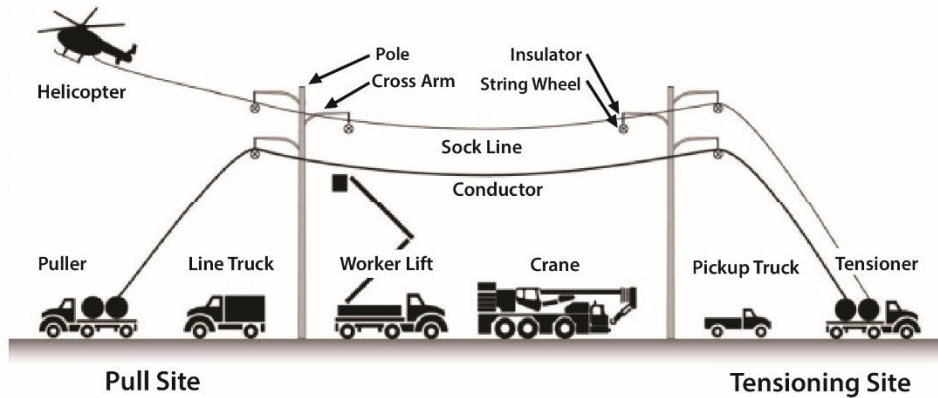 Pole
Insulator
Cross Arm
String Wheel
Helicopter
Sock Line
Conductor
Puller
Line Truck
Worker Lift
Crane
Pickup Truck
Tensioner
Pull Site
Tensioning Site